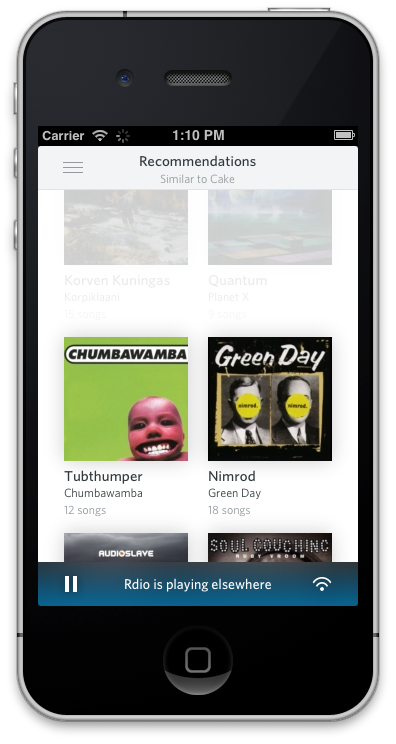 Carrier 1:10 PM
Recommendations
Similar to Cake
Korven Kuningas Quantum
Korpiklaani Planet X
15 songs 9 songs
CHUMBAWAMBA Green Day
nimrod. nimrod.
Tubthumper Nimrod
Chumbawamba Green Day
12 songs 18 songs
AUDIOSLAVE SOUL COUGHING
RUBY VROOM
Rdio is playing elsewhere